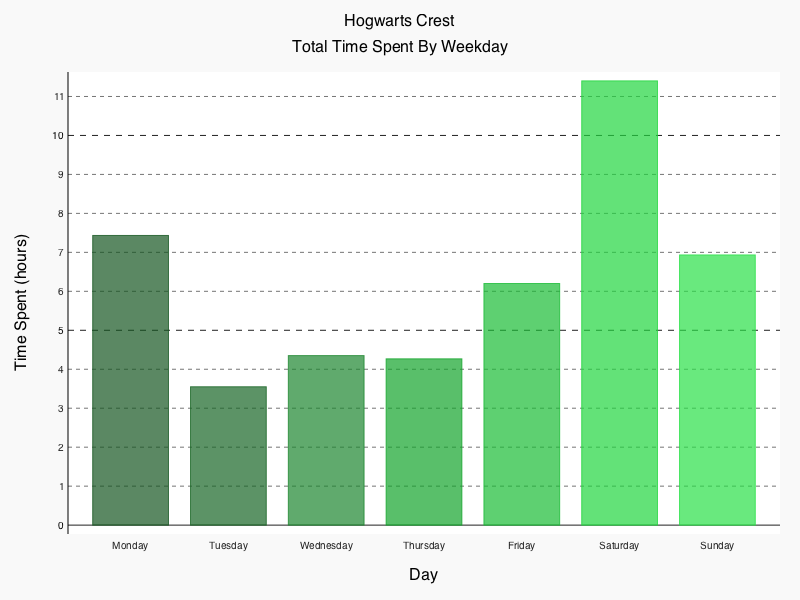 Hogwarts Crest
Total Time Spent By Weekday
Time Spent (hours)
11
10
9
8
7
6
5
4
3
2
1
0
Monday Tuesday Wednesday Thursday Friday Saturday Sunday
Day